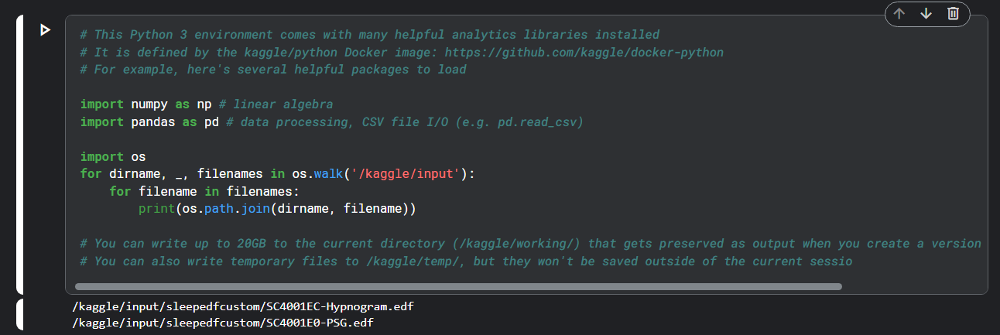 # This Python 3 environment comes with many helpful analytics libraries installed
# It is defined by the kaggle/python Docker image: https://github.com/kaggle/docker-python
# For example, here's several helpful packages to load
import numpy as np # linear algebra
import pandas as pd # data processing, CSV file I/O (e.g. pd.read_csv)
import os
for dirname, _, filenames in os.walk('/kaggle/input'):
    for filename in filenames:
        print(os.path.join(dirname, filename))
# You can write up to 20GB to the current directory (/kaggle/working/) that gets preserved as output when you create a version
# You can also write temporary files to /kaggle/temp/, but they won't be saved outside of the current sessio
/kaggle/input/sleepedfcustom/SC4001EC-Hypnogram.edf
/kaggle/input/sleepedfcustom/SC4001E0-PSG.edf